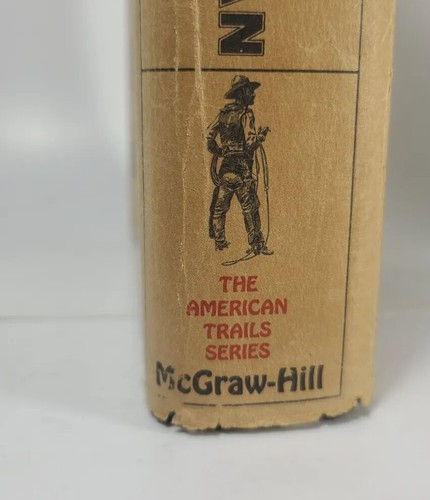 THE
AMERICAN
TRAILS
SERIES
McGraw-Hill